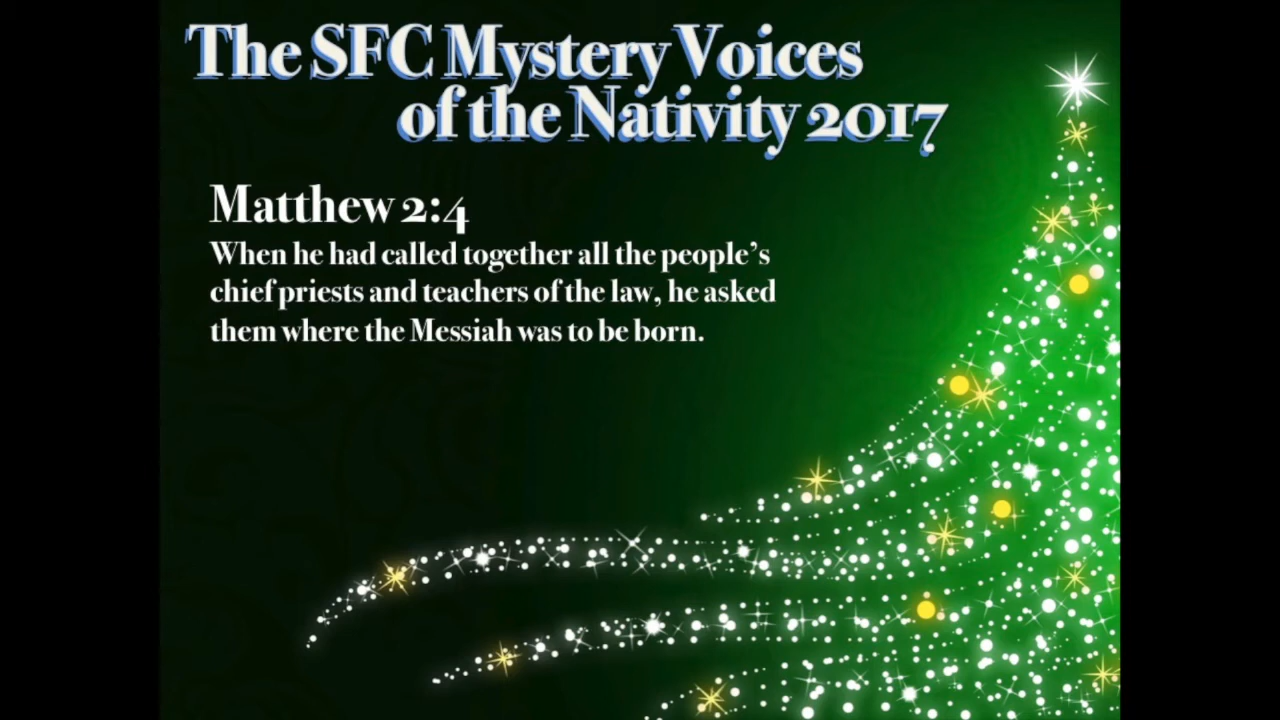 The SFC Mystery Voices
of the Nativity 2017
Matthew 2:4
When he had called together all the people’s
chief priests and teachers of the law, he asked
them where the Messiah was to be born.